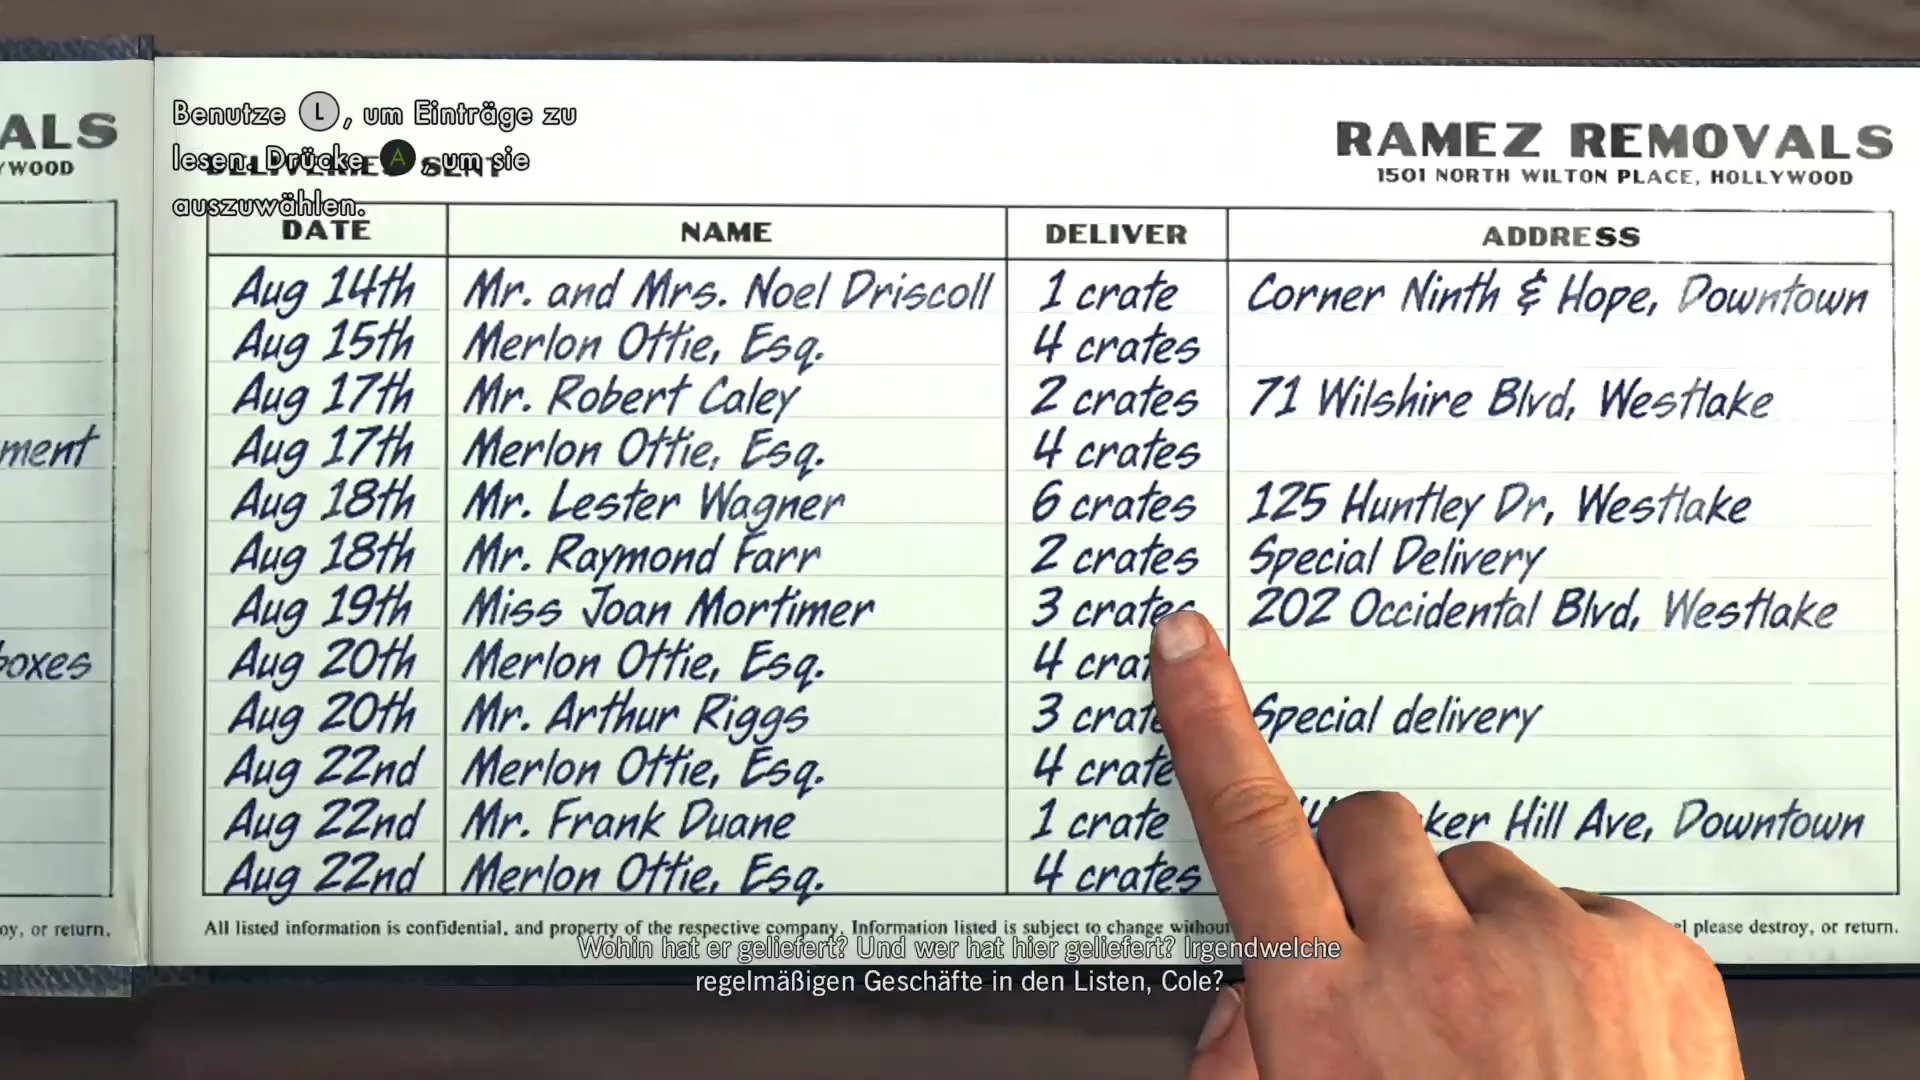 ALS
YWOOD
ment
boxes
oy, or return.
Benutze L, um Einträge zu
lesen. Drücke A, um sie
auszuwählen.
DELIVERIES SENT
RAMEZ REMOVALS
1501 NORTH WILTON PLACE, HOLLYWOOD
DATE NAME DELIVER ADDRESS
Aug 14th Mr. and Mrs. Noel Driscoll 1 crate Corner Ninth & Hope, Downtown
Aug 15th Merlon Ottie, Esq. 4 crates
Aug 17th Mr. Robert Caley 2 crates 71 Wilshire Blvd, Westlake
Aug 17th Merlon Ottie, Esq. 4 crates
Aug 18th Mr. Lester Wagner 6 crates 125 Huntley Dr, Westlake
Aug 18th Mr. Raymond Farr 2 crates Special Delivery
Aug 19th Miss Joan Mortimer 3 crates 202 Occidental Blvd, Westlake
Aug 20th Merlon Ottie, Esq. 4 crat
Aug 20th Mr. Arthur Riggs 3 crate Special delivery
Aug 22nd Merlon Ottie, Esq. 4 crate
Aug 22nd Mr. Frank Duane 1 crate ker Hill Ave, Downtown
Aug 22nd Merlon Ottie, Esq. 4 crates
All listed information is confidential, and property of the respective company. Information listed is subject to change without please destroy, or return.
Wohin hat er geliefert? Und wer hat hier geliefert? Irgendwelche
regelmäßigen Geschäfte in den Listen, Cole?